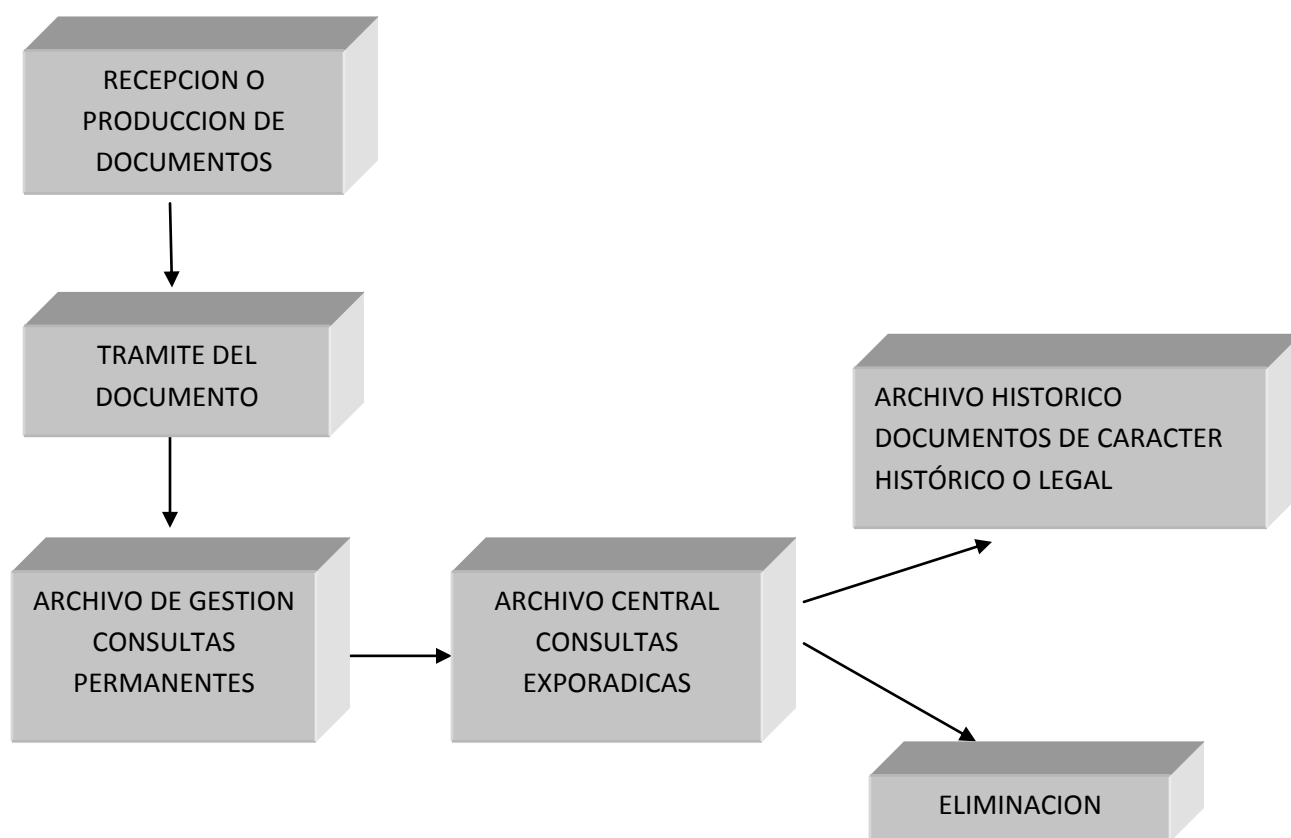 RECEPCION O
PRODUCCION DE
DOCUMENTOS
TRAMITE DEL
DOCUMENTO
ARCHIVO DE GESTION
CONSULTAS
PERMANENTES
ARCHIVO CENTRAL
CONSULTAS
EXPORADICAS
ARCHIVO HISTORICO
DOCUMENTOS DE CARACTER
HISTÓRICO O LEGAL
ELIMINACION